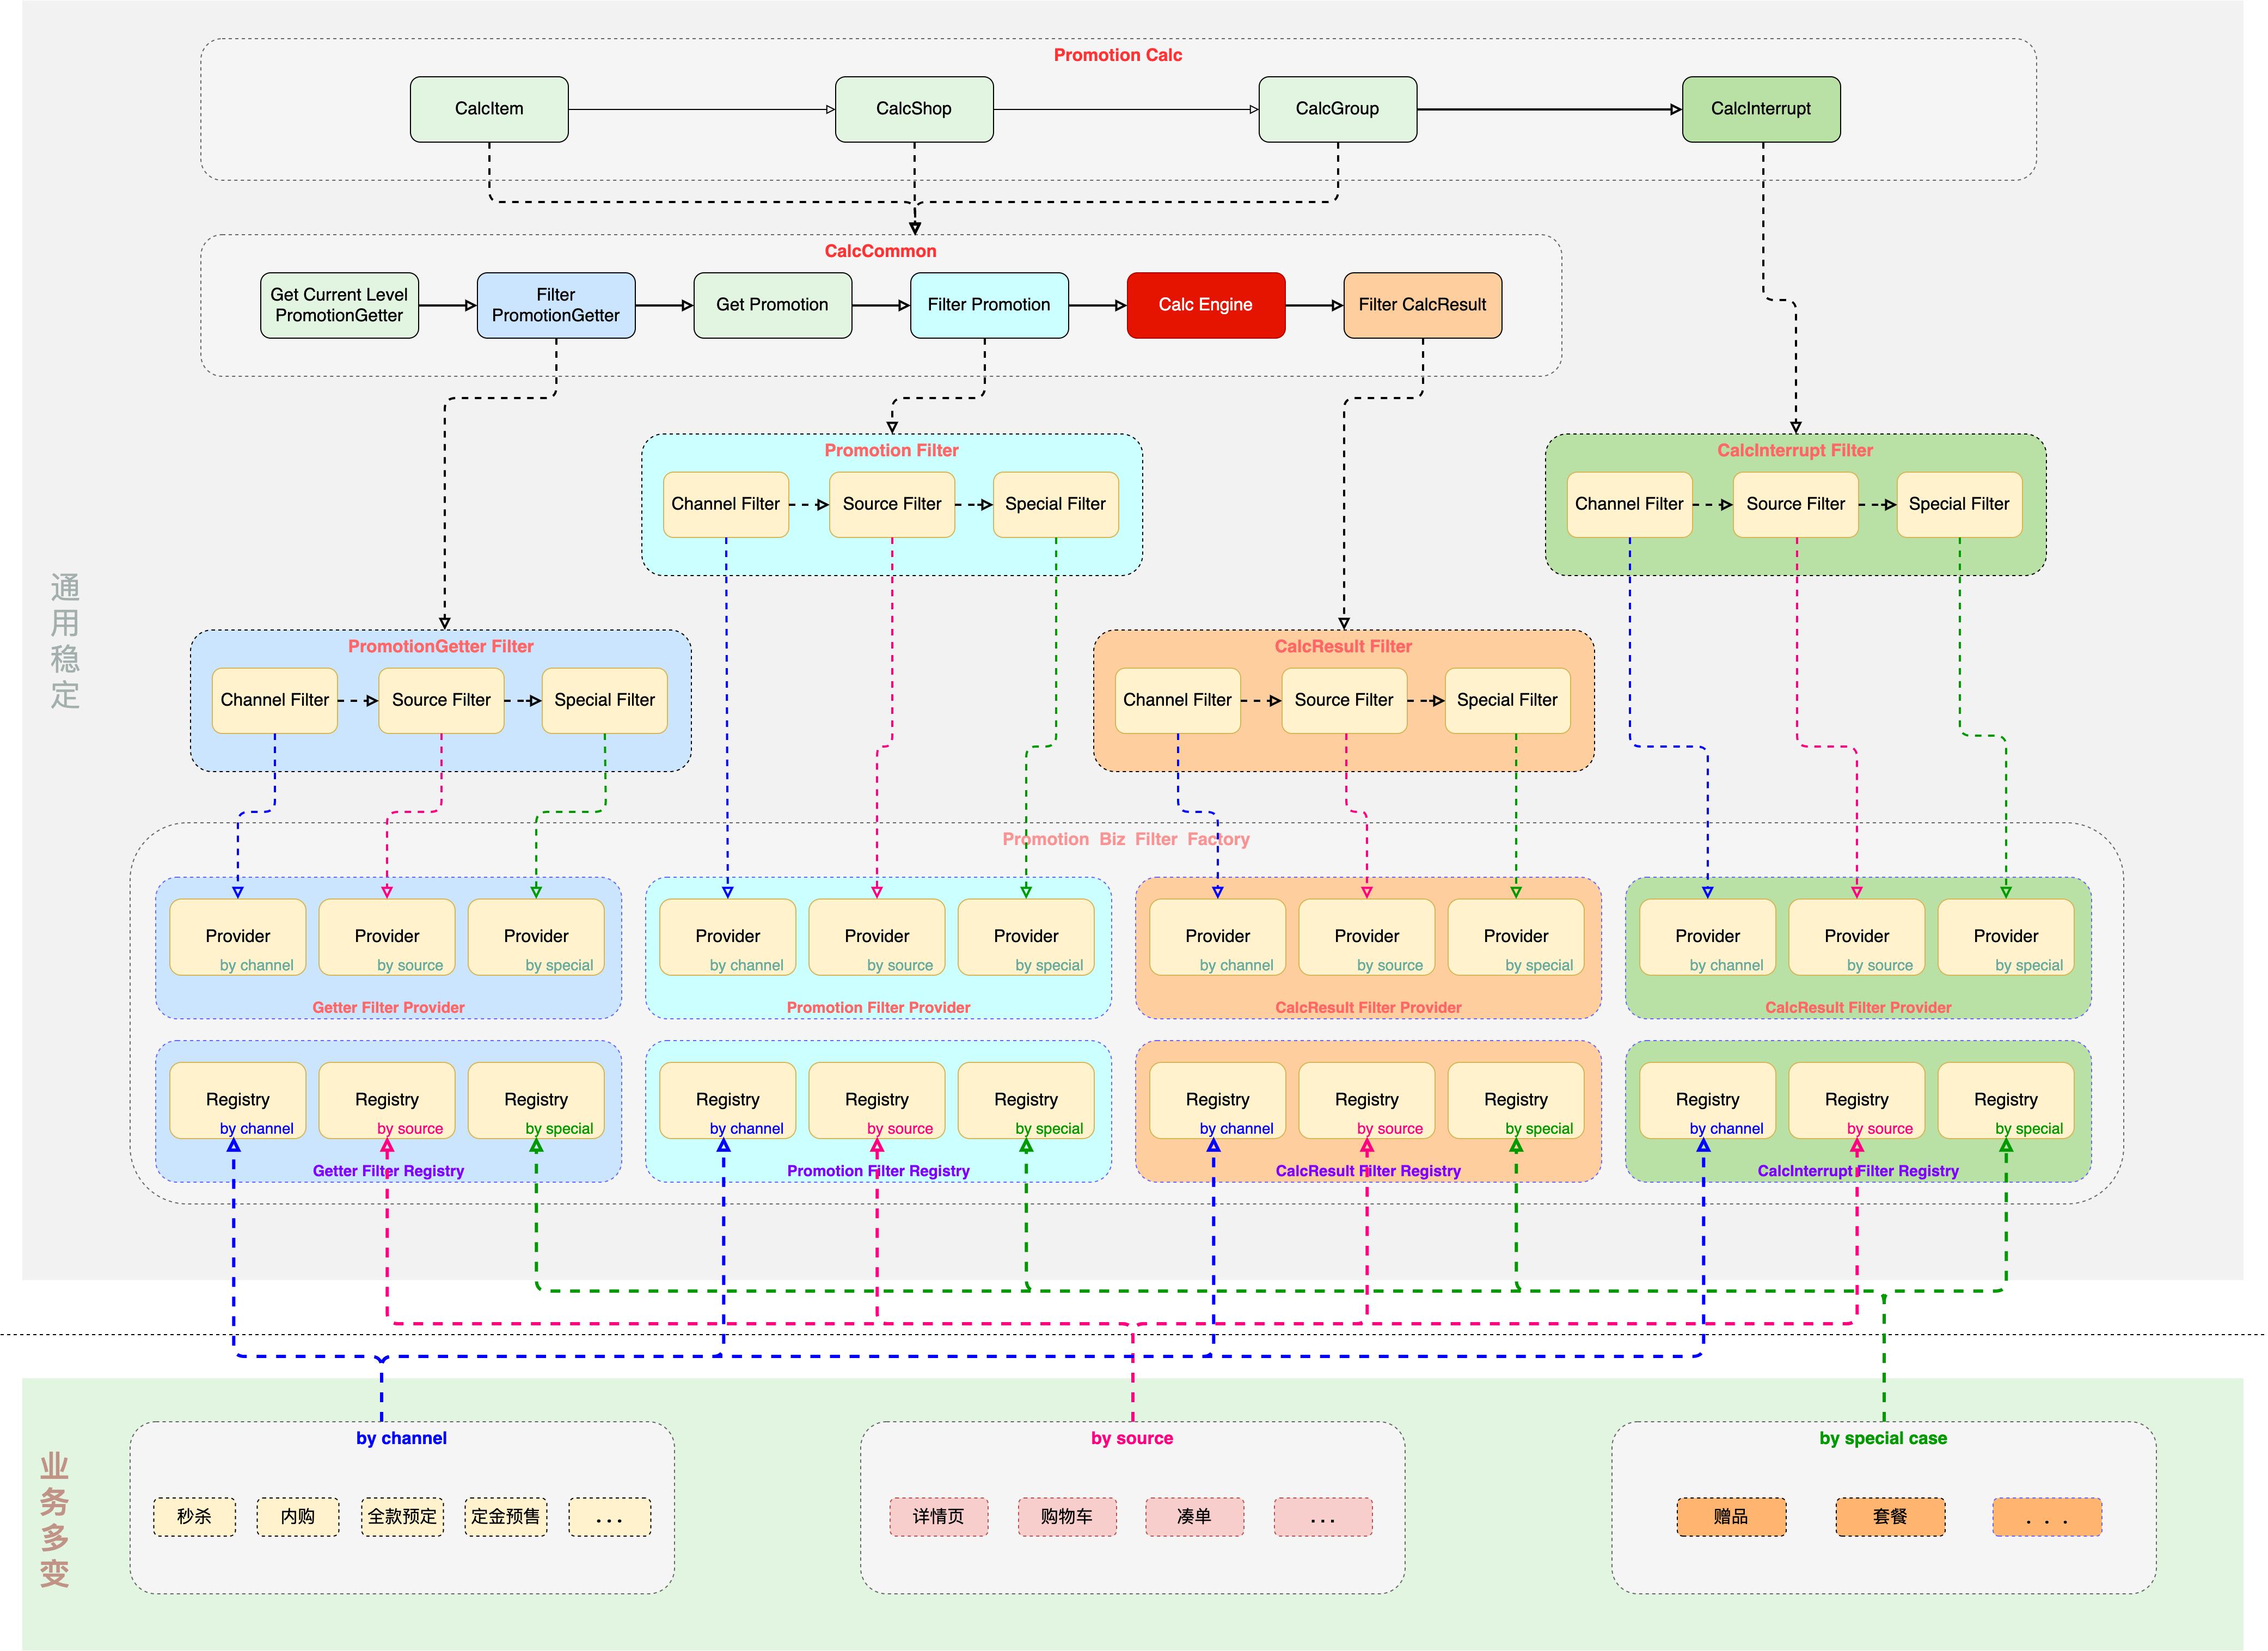 Promotion Calc
CalcItem
CalcShop
CalcGroup
CalcInterrupt
CalcCommon
Get Current Level
PromotionGetter
Filter
PromotionGetter
Get Promotion
Filter Promotion
Calc Engine
Filter CalcResult
Promotion Filter
Channel Filter
Source Filter
Special Filter
CalcInterrupt Filter
Channel Filter
Source Filter
Special Filter
通用稳定
PromotionGetter Filter
Channel Filter
Source Filter
Special Filter
CalcResult Filter
Channel Filter
Source Filter
Special Filter
Promotion Biz Filter Factory
Provider
by channel
Provider
by source
Provider
by special
Getter Filter Provider
Provider
by channel
Provider
by source
Provider
by special
Promotion Filter Provider
Provider
by channel
Provider
by source
Provider
by special
CalcResult Filter Provider
Provider
by channel
Provider
by source
Provider
by special
CalcResult Filter Provider
Registry
by channel
Registry
by source
Registry
by special
Getter Filter Registry
Registry
by channel
Registry
by source
Registry
by special
Promotion Filter Registry
Registry
by channel
Registry
by source
Registry
by special
CalcResult Filter Registry
Registry
by channel
Registry
by source
Registry
by special
CalcInterrupt Filter Registry
业务多变
by channel
秒杀
内购
全款预定
定金预售
...
by source
详情页
购物车
凑单
...
by special case
赠品
套餐
...